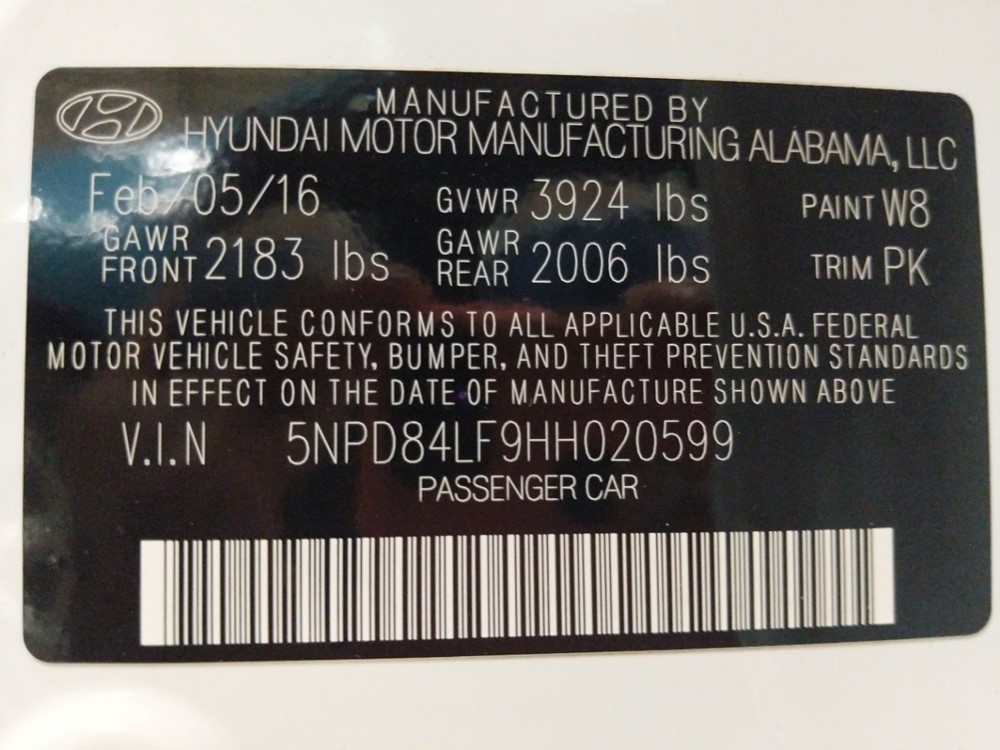 MANUFACTURED BY
HYUNDAI MOTOR MANUFACTURING ALABAMA, LLC
Feb/05/16 GVWR 3924 lbs PAINT W8
GAWR FRONT 2183 lbs GAWR REAR 2006 lbs TRIM PK
THIS VEHICLE CONFORMS TO ALL APPLICABLE U.S.A. FEDERAL
MOTOR VEHICLE SAFETY, BUMPER, AND THEFT PREVENTION STANDARDS
IN EFFECT ON THE DATE OF MANUFACTURE SHOWN ABOVE
V.I.N 5NPD84LF9HH020599
PASSENGER CAR